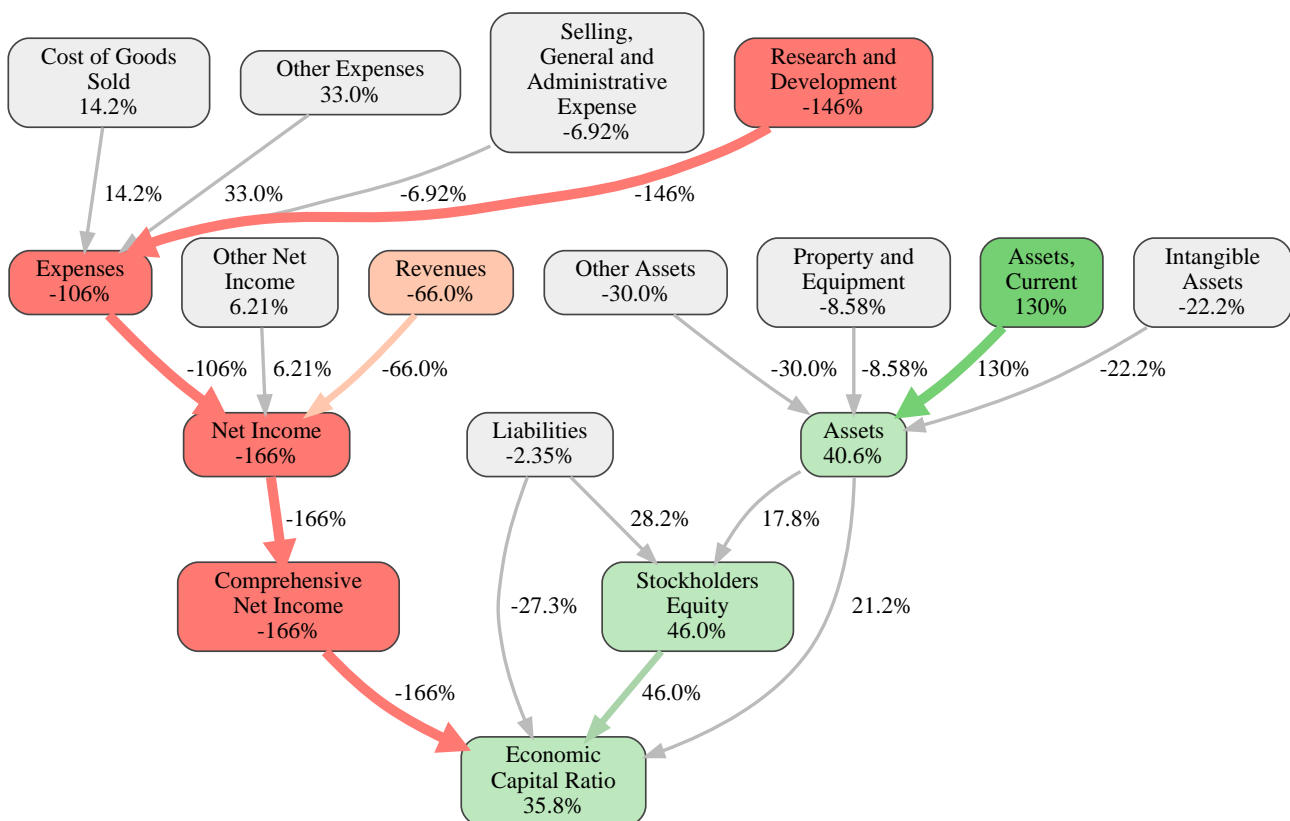 Cost of Goods
Sold
14.2%
Other Expenses
33.0%
Selling,
General and
Administrative
Expense
-6.92%
Research and
Development
-146%
14.2%
33.0%
-6.92%
-146%
Expenses
-106%
Other Net
Income
6.21%
Revenues
-66.0%
Other Assets
-30.0%
Property and
Equipment
-8.58%
Assets,
Current
130%
Intangible
Assets
-22.2%
-106%
6.21%
-66.0%
-30.0%
-8.58%
130%
-22.2%
Net Income
-166%
Liabilities
-2.35%
Assets
40.6%
-166%
28.2%
17.8%
Comprehensive
Net Income
-166%
-27.3%
Stockholders
Equity
46.0%
21.2%
-166%
46.0%
Economic
Capital Ratio
35.8%